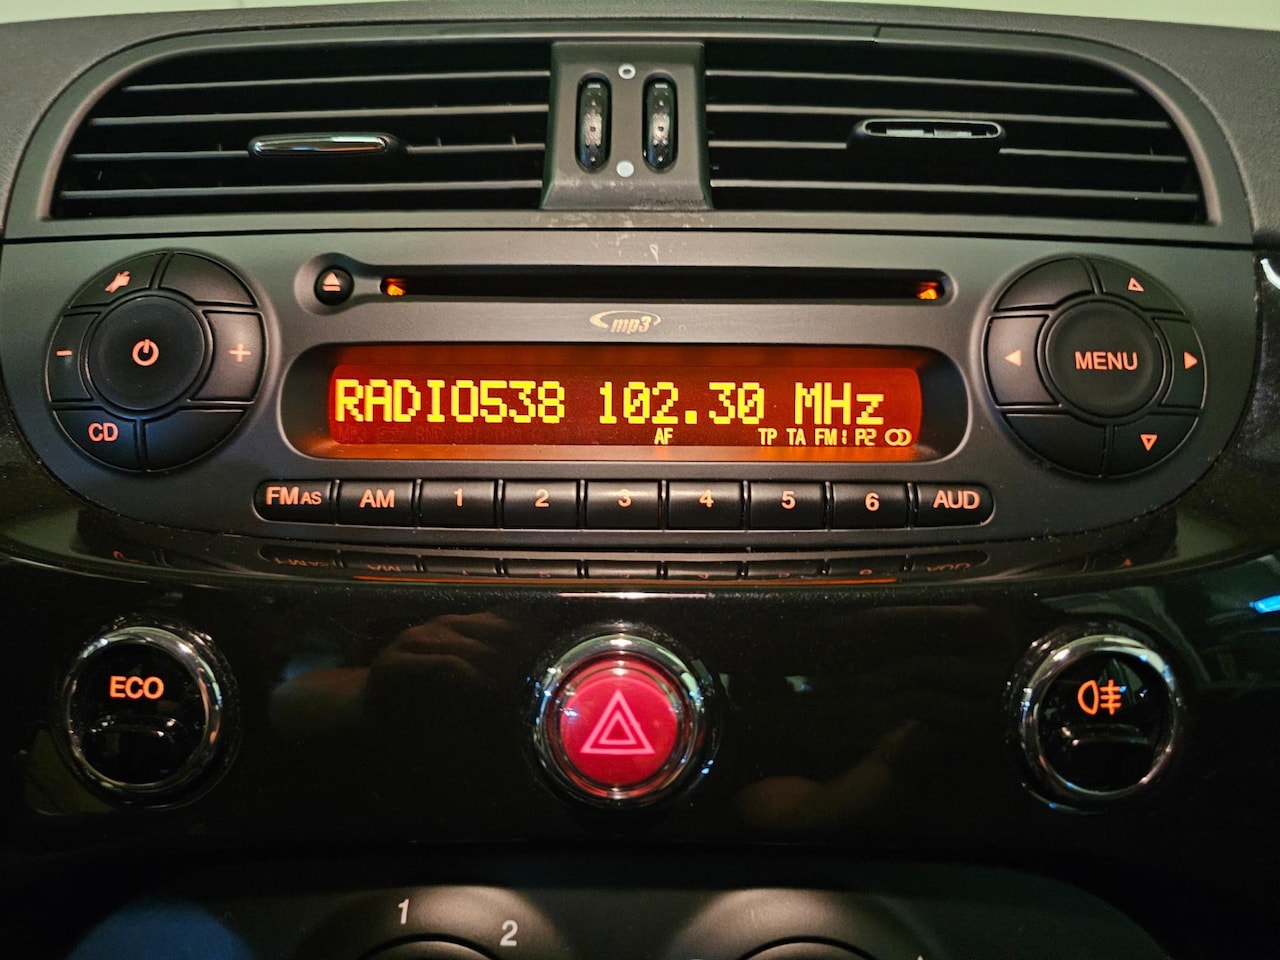 mp3
RADIO538 102.30 MHz
AF TP TA FM P2
- +
CD
MENU
FM AS AM 1 2 3 4 5 6 AUD
ECO
1 2